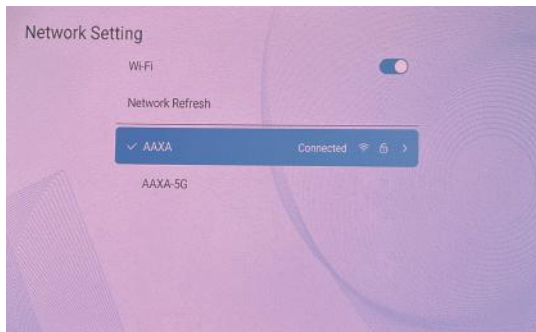 Network Setting
Wi-Fi
Network Refresh
AAXA Connected
AAXA-5G